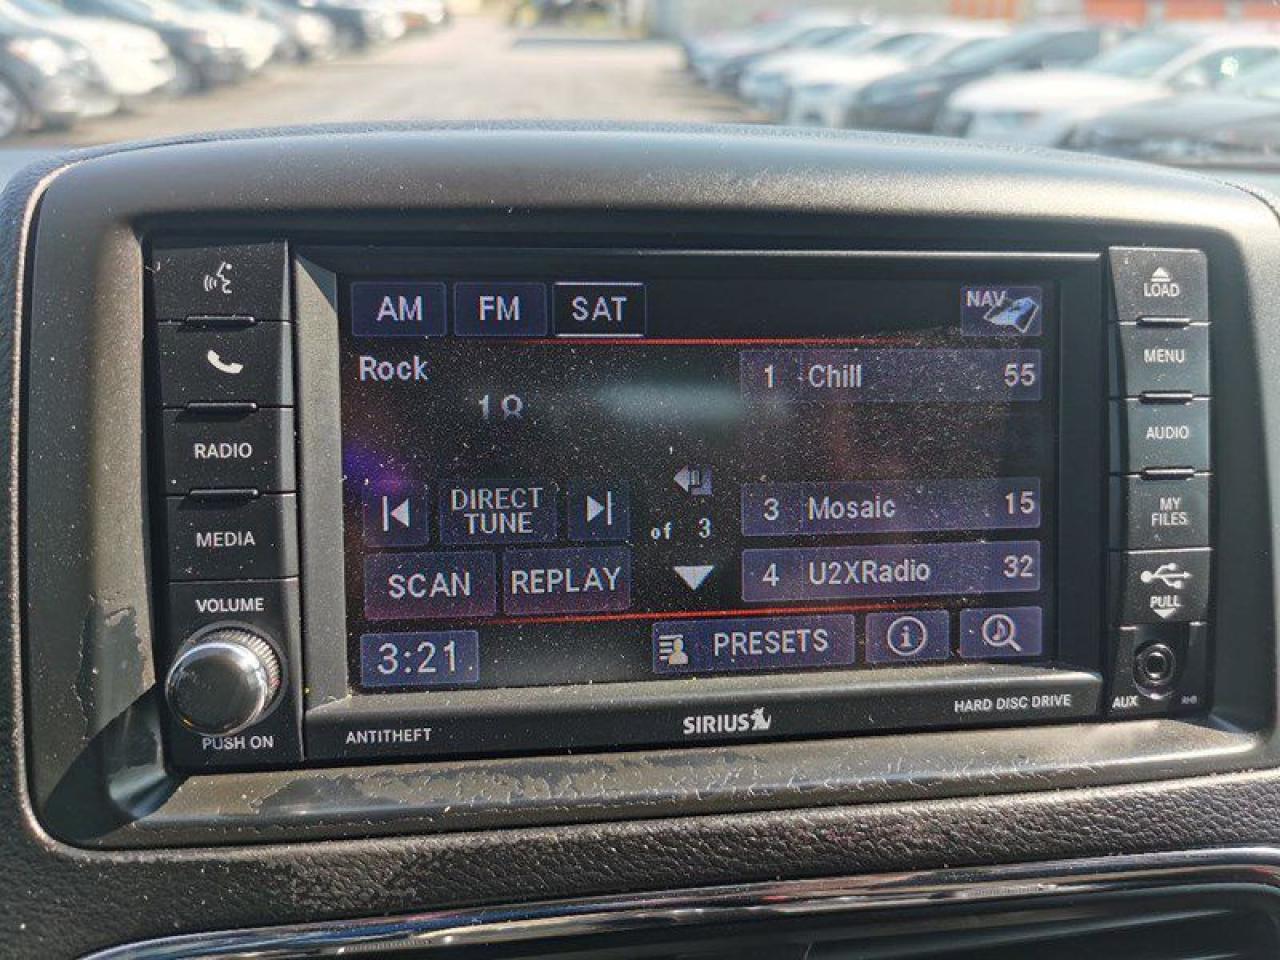 AM FM SAT NAV LOAD
Rock
18
1 Chill 55
MENU
RADIO
AUDIO
DIRECT
TUNE
of 3
3 Mosaic 15
MY
FILES
MEDIA
SCAN REPLAY
4 U2XRadio 32
PULL
VOLUME
3:21
PRESETS
PUSH ON
ANTITHEFT
SIRIUS
HARD DISC DRIVE
AUX